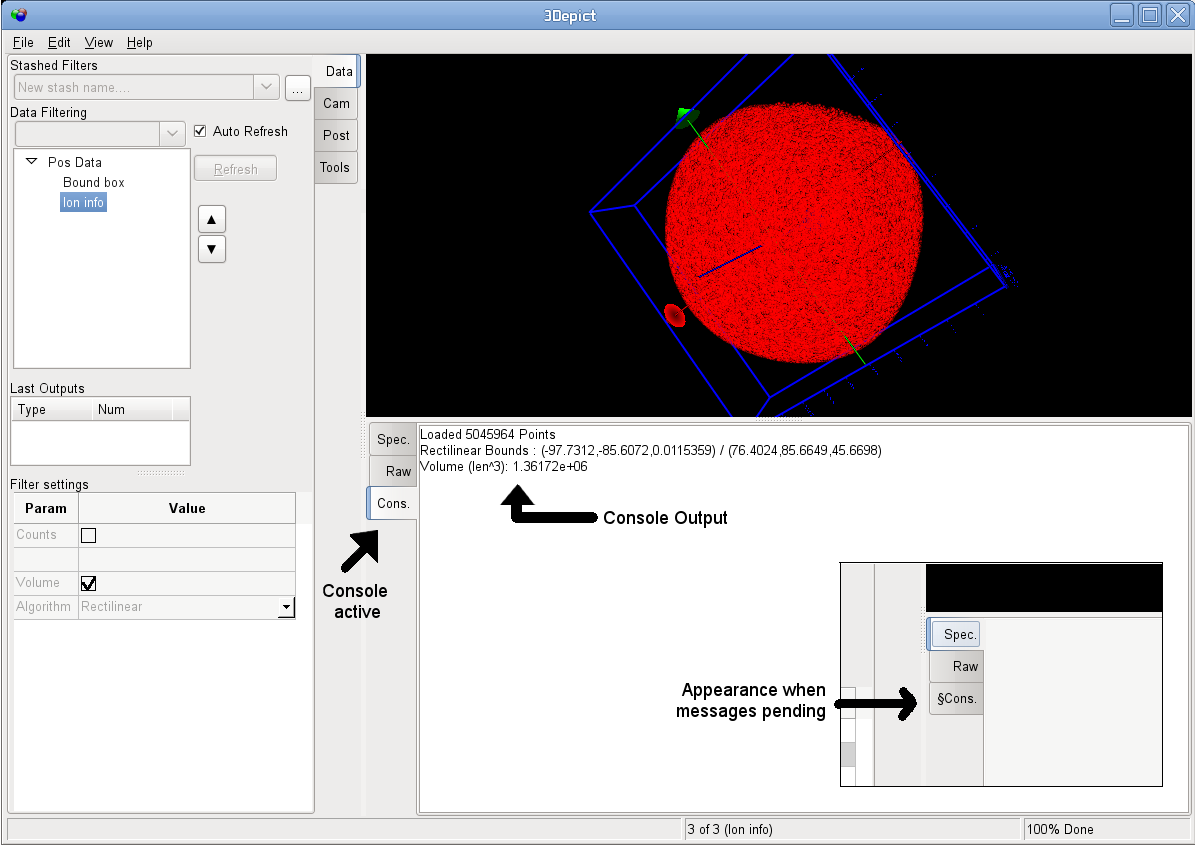 3Depict
File Edit View Help
Stashed Filters
New stash name....
...
Data Filtering
Auto Refresh
Pos Data
Bound box
Ion info
Refresh
▲
▼
Last Outputs
Type Num
Filter settings
Param Value
Counts
Volume
Algorithm Rectilinear
Data
Cam
Post
Tools
Spec.
Raw
Cons.
Loaded 5045964 Points
Rectilinear Bounds : (-97.7312,-85.6072,0.0115359) / (76.4024,85.6649,45.6698)
Volume (len^3): 1.36172e+06
Console Output
Console
active
Appearance when
messages pending
Spec.
Raw
§Cons.
3 of 3 (Ion info)
100% Done